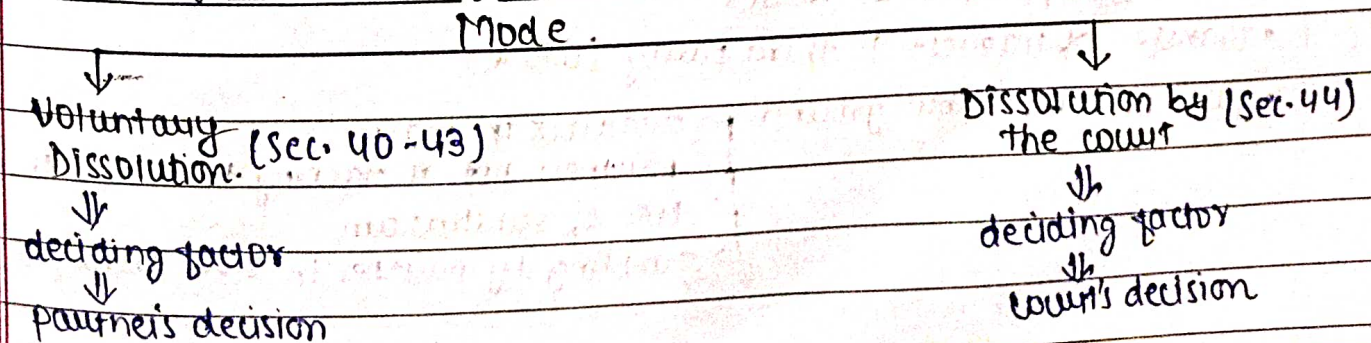 Mode.
Voluntary (Sec. 40-43)
Dissolution.
deciding factor
partner's decision
Dissolution by (Sec. 44)
the court
deciding factor
court's decision